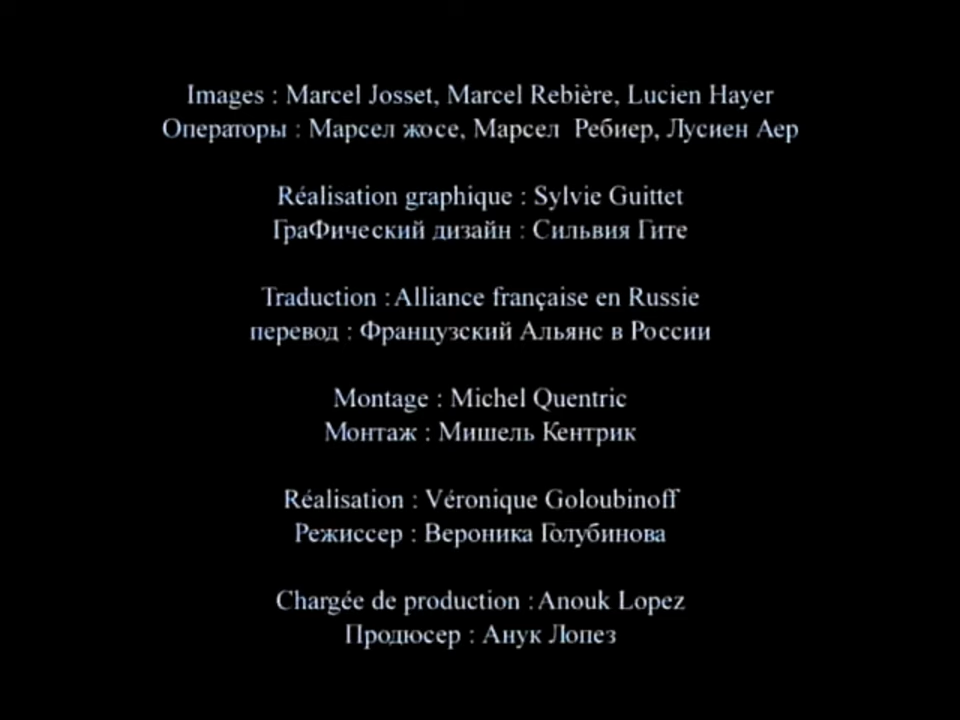 Images : Marcel Josset, Marcel Rebière, Lucien Hayer
Операторы : Марсел жосе, Марсел Ребиер, Лусиен Аер
Réalisation graphique : Sylvie Guittet
ГраФический дизайн : Сильвия Гите
Traduction : Alliance française en Russie
перевод : Французский Альянс в России
Montage : Michel Quentric
Монтаж : Мишель Кентрик
Réalisation : Véronique Goloubinoff
Режиссер : Вероника Голубинова
Chargée de production : Anouk Lopez
Продюсер : Анук Лопез